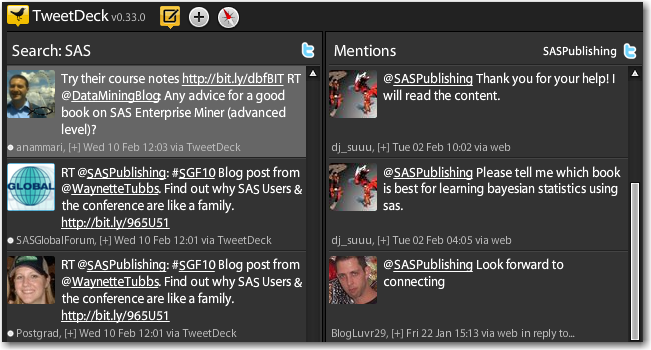 TweetDeck v0.33.0
Search: SAS
Try their course notes http://bit.ly/dbfBIT RT
@DataMiningBlog: Any advice for a good
book on SAS Enterprise Miner (advanced
level)?
anammari, [+] Wed 10 Feb 12:03 via TweetDeck
GLOBAL
RT @SASPublishing: #SGF10 Blog post from
@WaynetteTubbs. Find out why SAS Users &
the conference are like a family.
http://bit.ly/965U51
SASGlobalForum, [+] Wed 10 Feb 12:01 via TweetDeck
RT @SASPublishing: #SGF10 Blog post from
@WaynetteTubbs. Find out why SAS Users &
the conference are like a family.
http://bit.ly/965U51
Postgrad, [+] Wed 10 Feb 12:01 via TweetDeck
Mentions
SASPublishing
@SASPublishing Thank you for your help! I
will read the content.
dj_suuu, [+] Tue 02 Feb 10:02 via web
@SASPublishing Please tell me which book
is best for learning bayesian statistics using
sas.
dj_suuu, [+] Tue 02 Feb 04:05 via web
@SASPublishing Look forward to
connecting
BlogLuvr29, [+] Fri 22 Jan 15:13 via web in reply to...